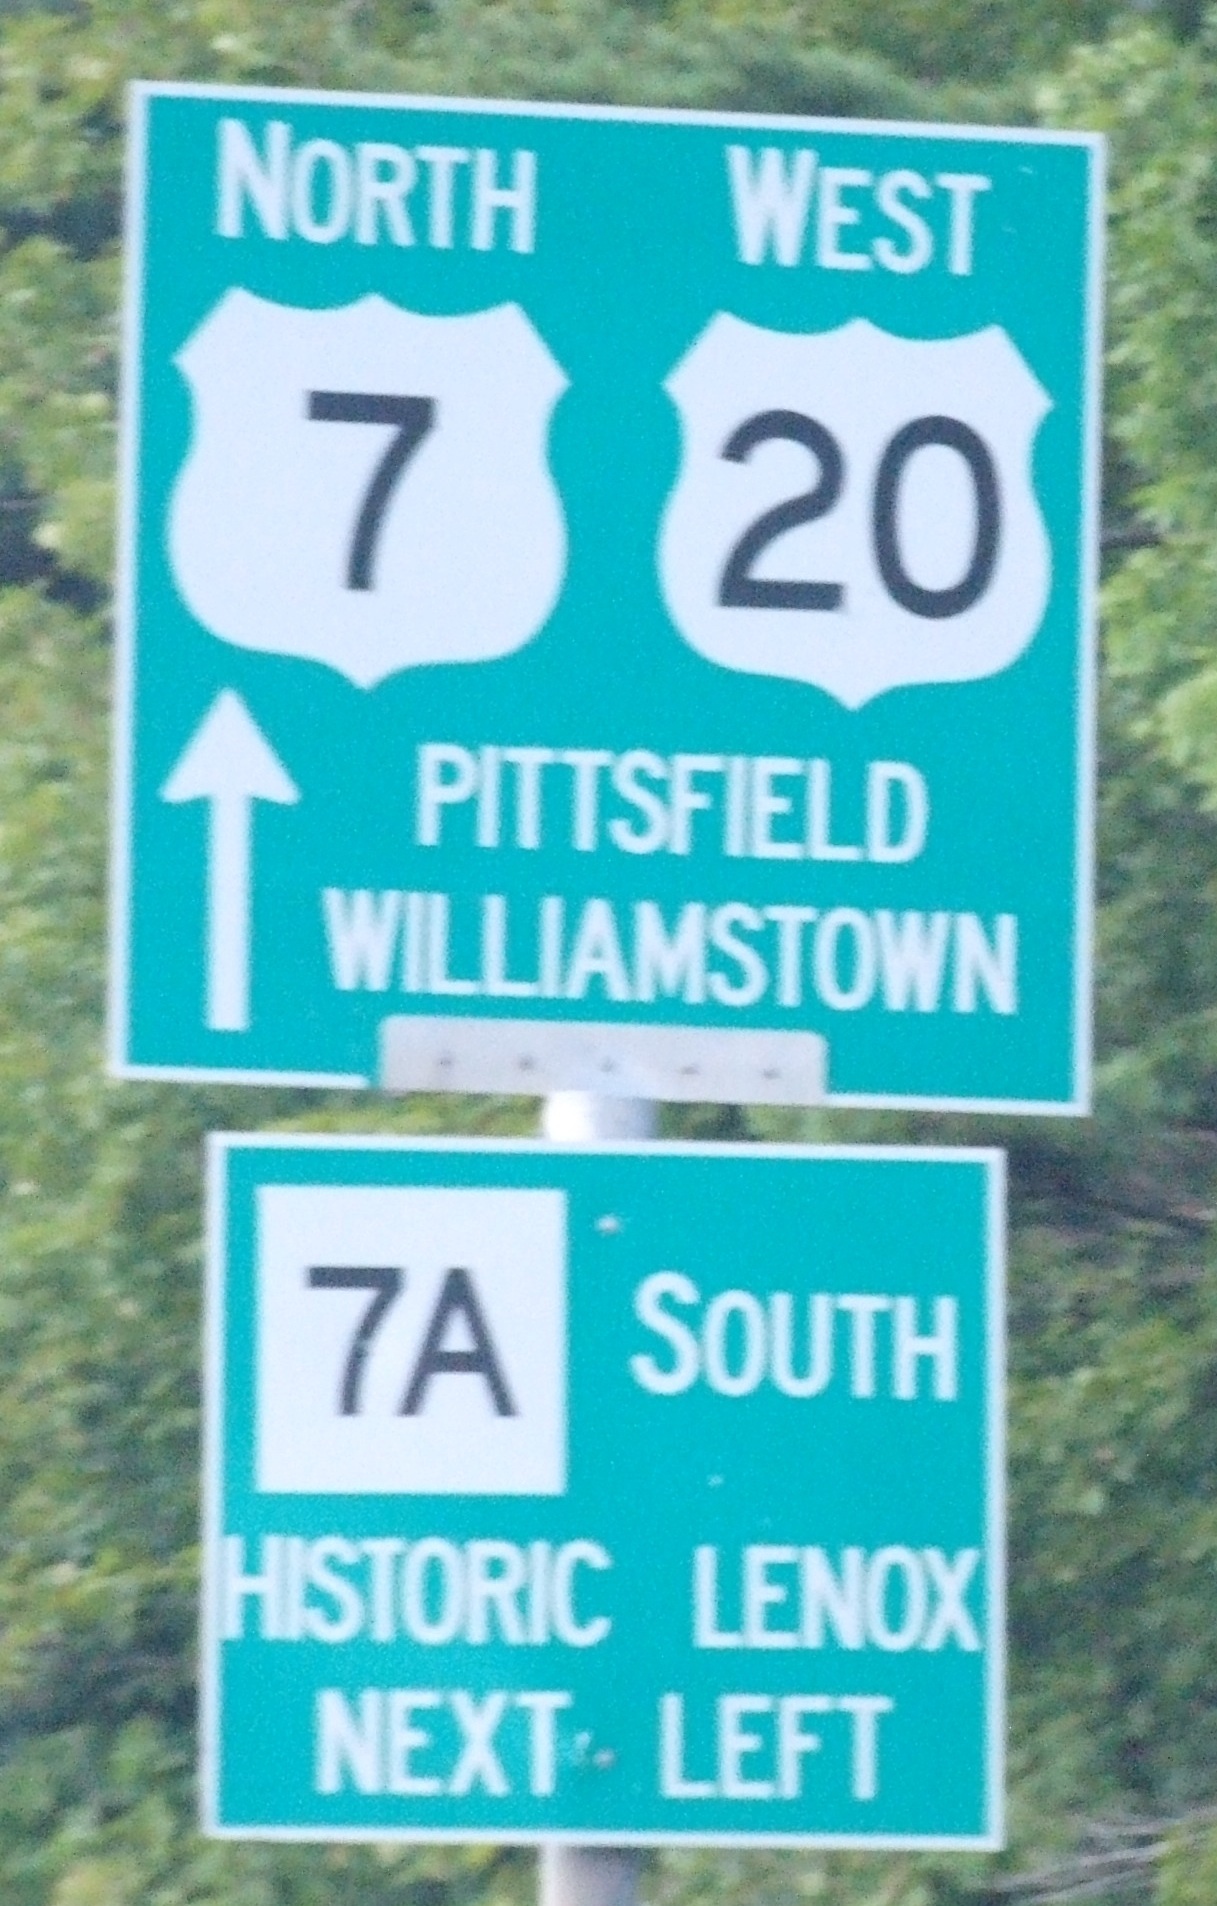 NORTH WEST
7 20
PITTSFIELD
WILLIAMSTOWN
7A SOUTH
HISTORIC LENOX
NEXT LEFT